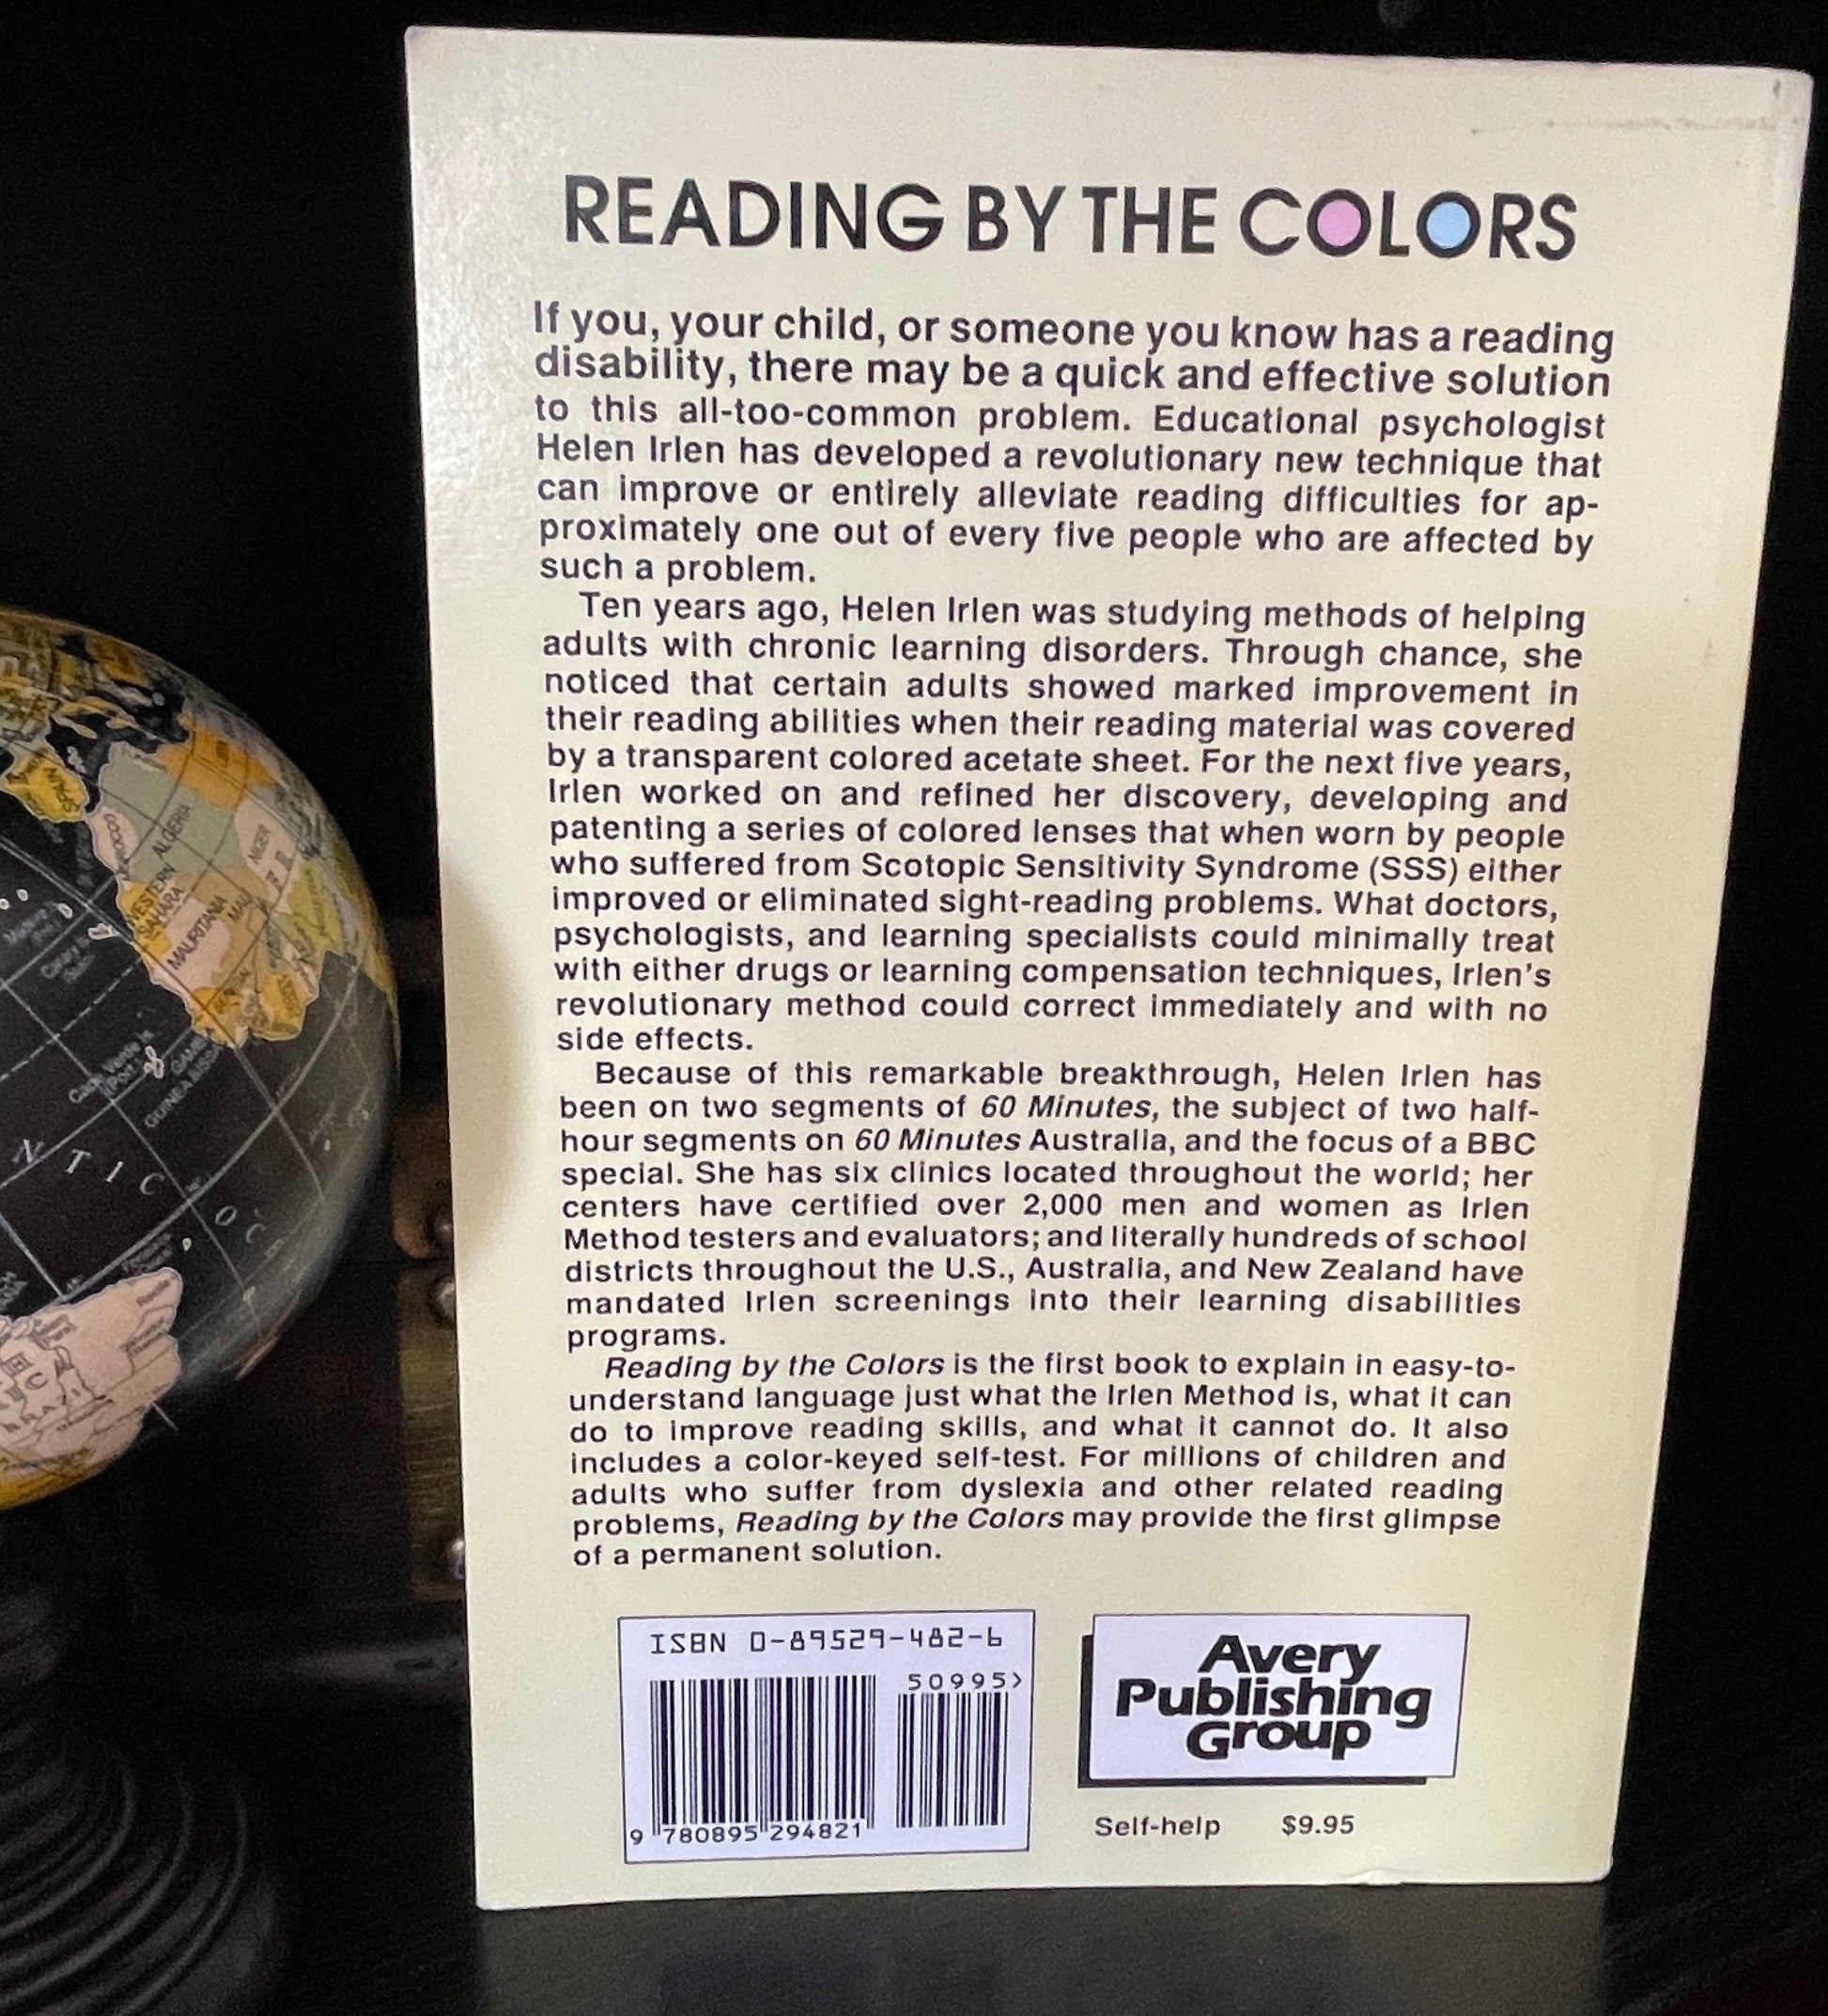 READING BY THE COLORS
If you, your child, or someone you know has a reading
disability, there may be a quick and effective solution
to this all-too-common problem. Educational psychologist
Helen Irlen has developed a revolutionary new technique that
can improve or entirely alleviate reading difficulties for ap-
proximately one out of every five people who are affected by
such a problem.
Ten years ago, Helen Irlen was studying methods of helping
adults with chronic learning disorders. Through chance, she
noticed that certain adults showed marked improvement in
their reading abilities when their reading material was covered
by a transparent colored acetate sheet. For the next five years,
Irlen worked on and refined her discovery, developing and
patenting a series of colored lenses that when worn by people
who suffered from Scotopic Sensitivity Syndrome (SSS) either
improved or eliminated sight-reading problems. What doctors,
psychologists, and learning specialists could minimally treat
with either drugs or learning compensation techniques, Irlen's
revolutionary method could correct immediately and with no
side effects.
Because of this remarkable breakthrough, Helen Irlen has
been on two segments of 60 Minutes, the subject of two half-
hour segments on 60 Minutes Australia, and the focus of a BBC
special. She has six clinics located throughout the world; her
centers have certified over 2,000 men and women as Irlen
Method testers and evaluators; and literally hundreds of school
districts throughout the U.S., Australia, and New Zealand have
mandated Irlen screenings into their learning disabilities
programs.
Reading by the Colors is the first book to explain in easy-to-
understand language just what the Irlen Method is, what it can
do to improve reading skills, and what it cannot do. It also
includes a color-keyed self-test. For millions of children and
adults who suffer from dyslexia and other related reading
problems, Reading by the Colors may provide the first glimpse
of a permanent solution.
ISBN 0-89529-482-6
50995>
9 780895 294821
Avery
Publishing
Group
Self-help $9.95
SPAIN
MOROCCO
ALGERIA
NIGER
WESTERN
SAHARA
MALI
MAURITANIA
N T I C
O C